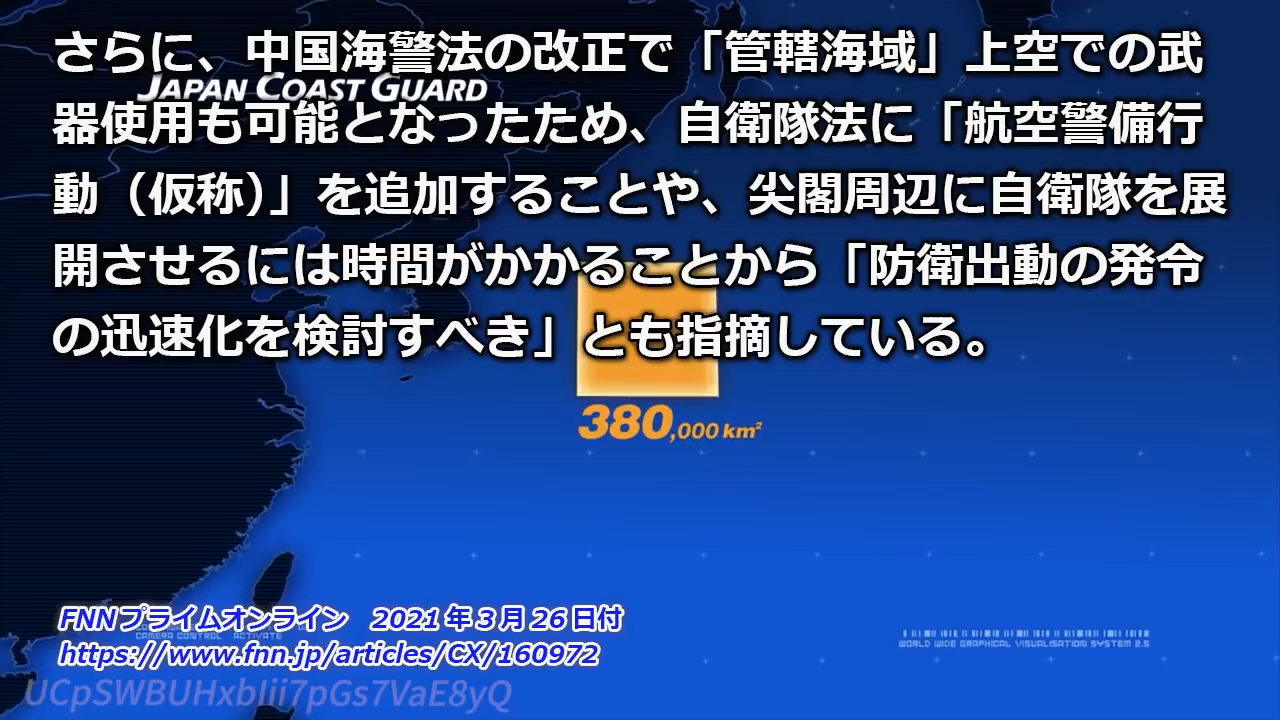 さらに、中国海警法の改正で「管轄海域」上空での武
JAPAN COAST GUARD
器使用も可能となったため、自衛隊法に「航空警備行
動（仮称）」を追加することや、尖閣周辺に自衛隊を展
開させるには時間がかかることから「防衛出動の発令
の迅速化を検討すべき」とも指摘している。
380,000 km²
FNNプライムオンライン　2021年3月26日付
CAMERA CONTROL ACTIVATE
https://www.fnn.jp/articles/CX/160972
WORLD WIDE GRAPHICAL VISUALISATION SYSTEM 2.5
UCpSWBUHxbIii7pGs7VaE8yQ